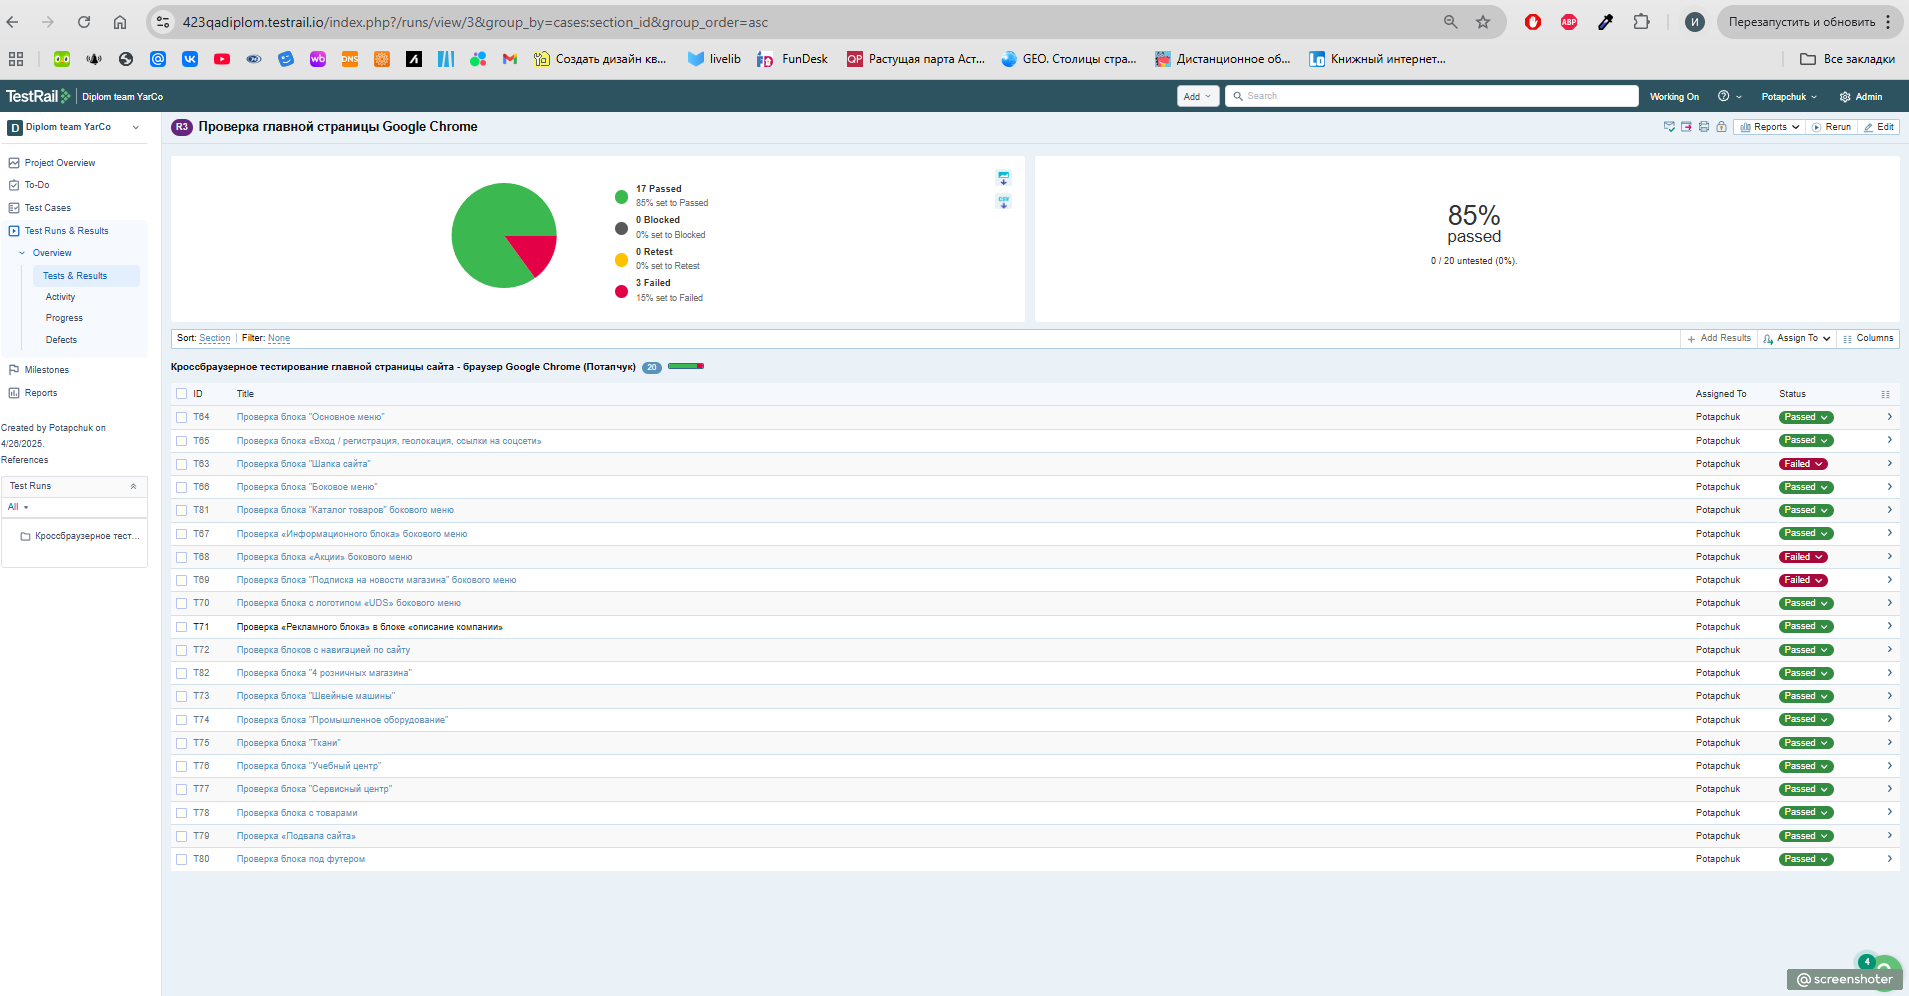 423qadiplom.testrail.io/index.php?/runs/view/3&group_by=cases:section_id&group_order=asc
ABP
И
Перезапустить и обновить
wb
DNS
Создать дизайн кв...
livelib
FunDesk
QP Растущая парта Аст...
GEO. Столицы стра...
Дистанционное об...
Книжный интернет...
Все закладки
TestRail
Diplom team YarCo
Add
Search
Working On
Potapchuk
Admin
D Diplom team YarCo
R3 Проверка главной страницы Google Chrome
Reports
Rerun
Edit
Project Overview
To-Do
Test Cases
Test Runs & Results
Overview
Tests & Results
Activity
Progress
Defects
Milestones
Reports
Created by Potapchuk on
4/26/2025.
References
Test Runs
All
Кроссбраузерное тест...
17 Passed
85% set to Passed
0 Blocked
0% set to Blocked
0 Retest
0% set to Retest
3 Failed
15% set to Failed
CSV
85%
passed
0 / 20 untested (0%).
Sort: Section | Filter: None
Add Results
Assign To
Columns
Кроссбраузерное тестирование главной страницы сайта - браузер Google Chrome (Потапчук) 20
ID Title Assigned To Status
T64 Проверка блока "Основное меню" Potapchuk Passed
T65 Проверка блока «Вход / регистрация, геолокация, ссылки на соцсети» Potapchuk Passed
T63 Проверка блока "Шапка сайта" Potapchuk Failed
T66 Проверка блока "Боковое меню" Potapchuk Passed
T81 Проверка блока "Каталог товаров" бокового меню Potapchuk Passed
T67 Проверка «Информационного блока» бокового меню Potapchuk Passed
T68 Проверка блока «Акции» бокового меню Potapchuk Failed
T69 Проверка блока "Подписка на новости магазина" бокового меню Potapchuk Failed
T70 Проверка блока с логотипом «UDS» бокового меню Potapchuk Passed
T71 Проверка «Рекламного блока» в блоке «описание компании» Potapchuk Passed
T72 Проверка блоков с навигацией по сайту Potapchuk Passed
T82 Проверка блока "4 розничных магазина" Potapchuk Passed
T73 Проверка блока "Швейные машины" Potapchuk Passed
T74 Проверка блока "Промышленное оборудование" Potapchuk Passed
T75 Проверка блока "Ткани" Potapchuk Passed
T76 Проверка блока "Учебный центр" Potapchuk Passed
T77 Проверка блока "Сервисный центр" Potapchuk Passed
T78 Проверка блока с товарами Potapchuk Passed
T79 Проверка «Подвала сайта» Potapchuk Passed
T80 Проверка блока под футером Potapchuk Passed
4
@screenshoter